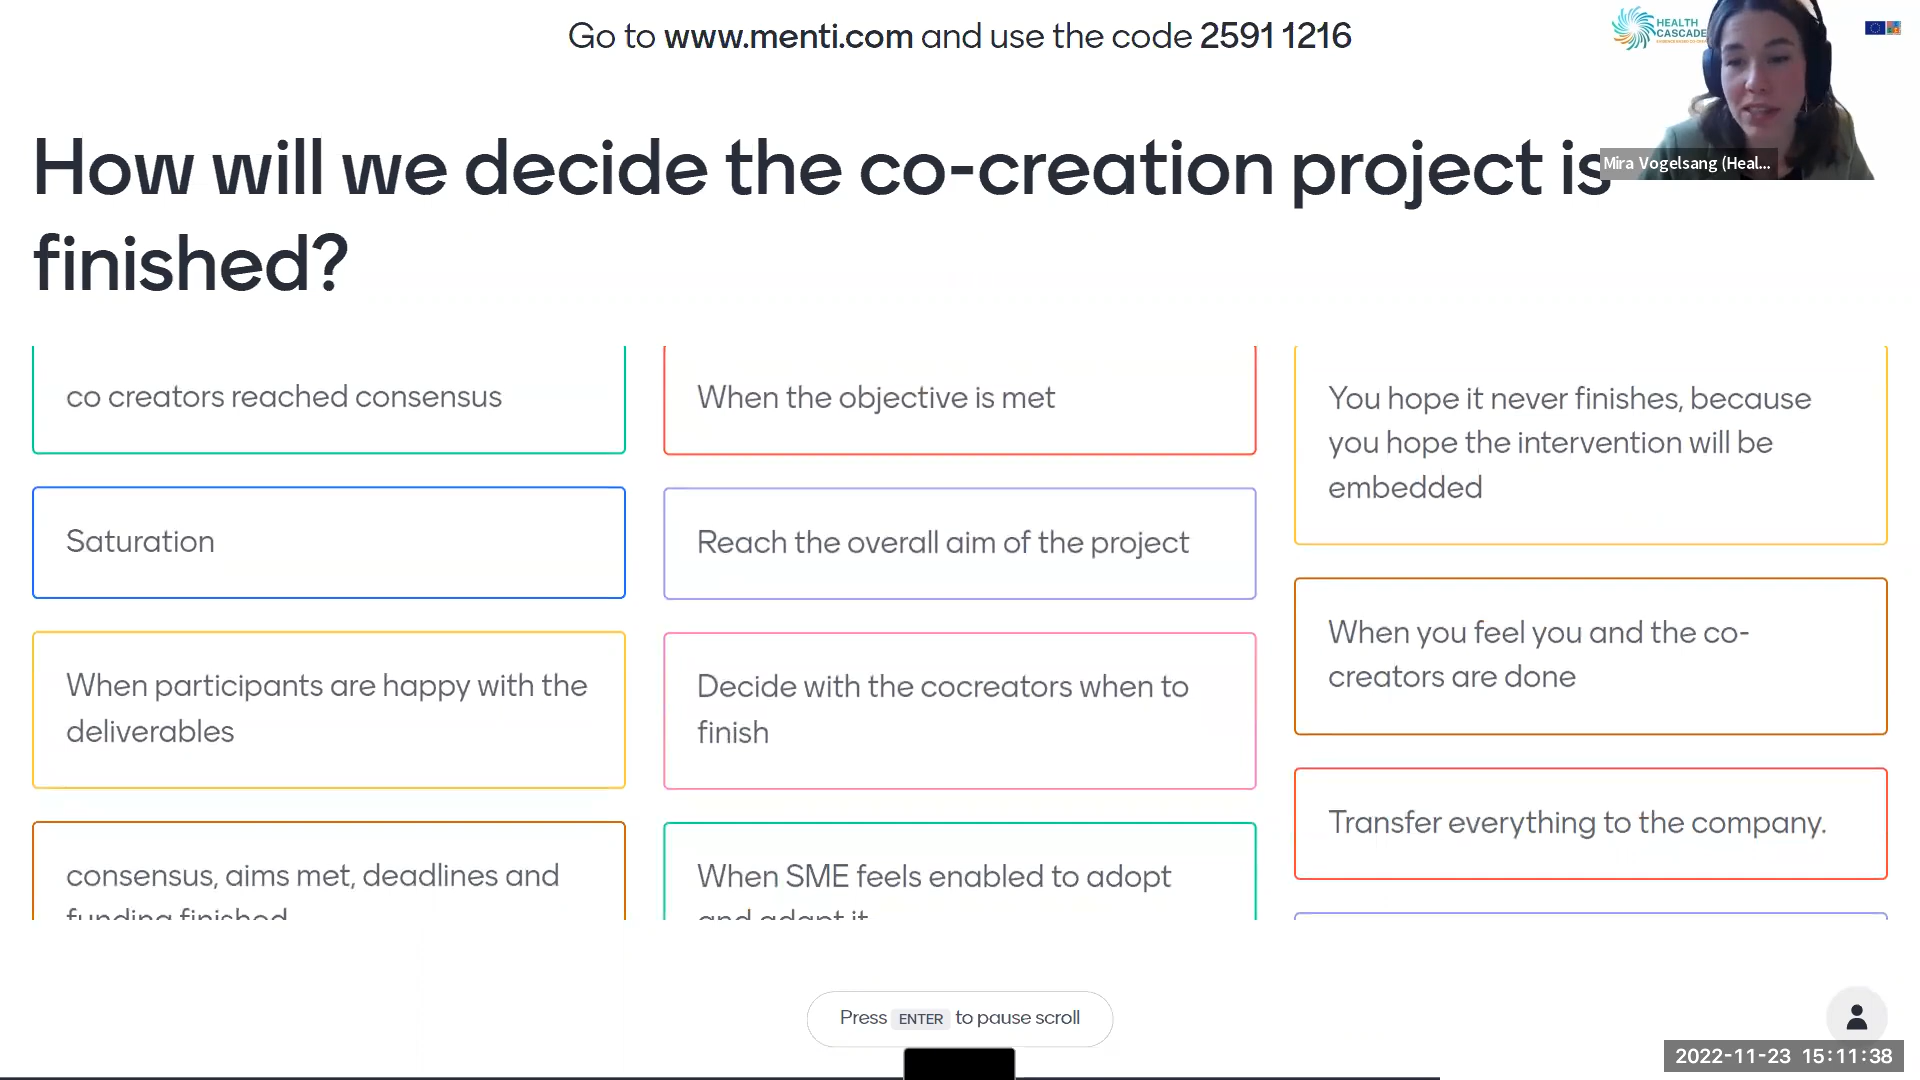 Go to www.menti.com and use the code 2591 1216
HEALTH
CASCADE
Mira Vogelsang (Heal...
How will we decide the co-creation project is
finished?
co creators reached consensus
Saturation
When participants are happy with the
deliverables
consensus, aims met, deadlines and
funding finished
When the objective is met
Reach the overall aim of the project
Decide with the cocreators when to
finish
When SME feels enabled to adopt
and adapt it
You hope it never finishes, because
you hope the intervention will be
embedded
When you feel you and the co-
creators are done
Transfer everything to the company.
Press ENTER to pause scroll
2022-11-23 15:11:38